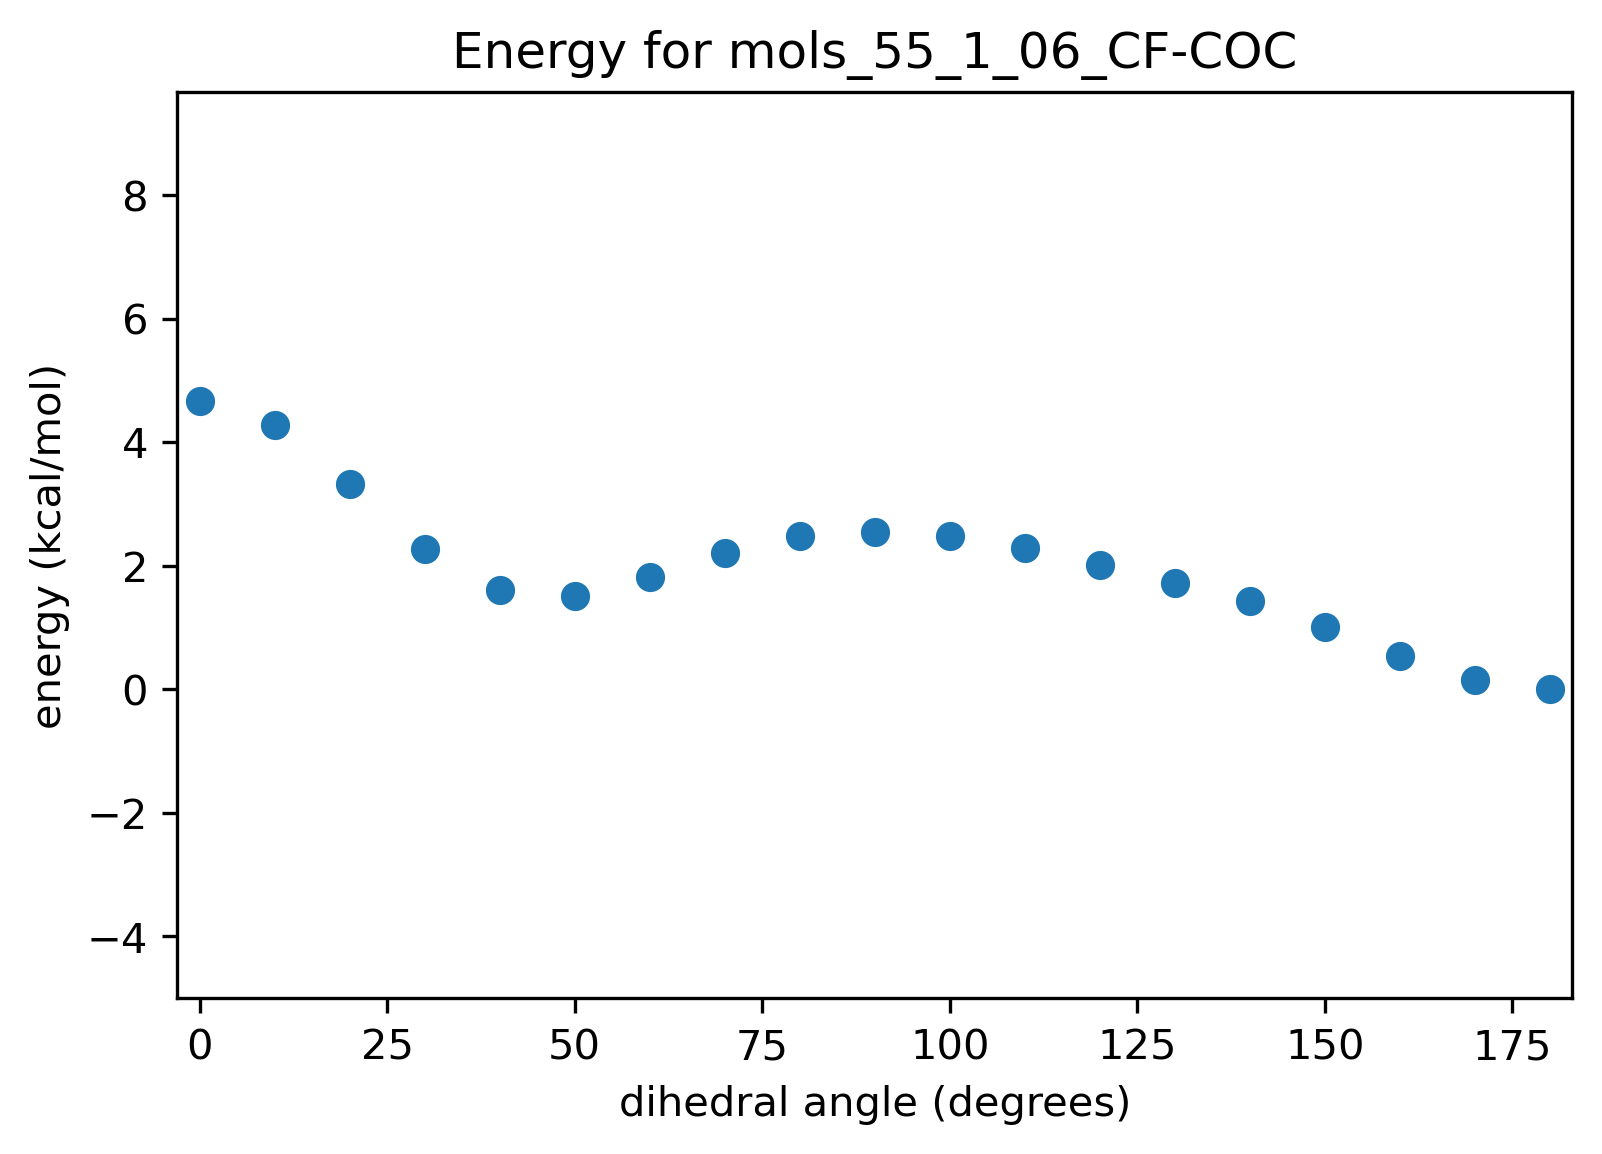 Energy for mols_55_1_06_CF-COC
energy (kcal/mol)
8
6
4
2
0
−2
−4
0 25 50 75 100 125 150 175
dihedral angle (degrees)